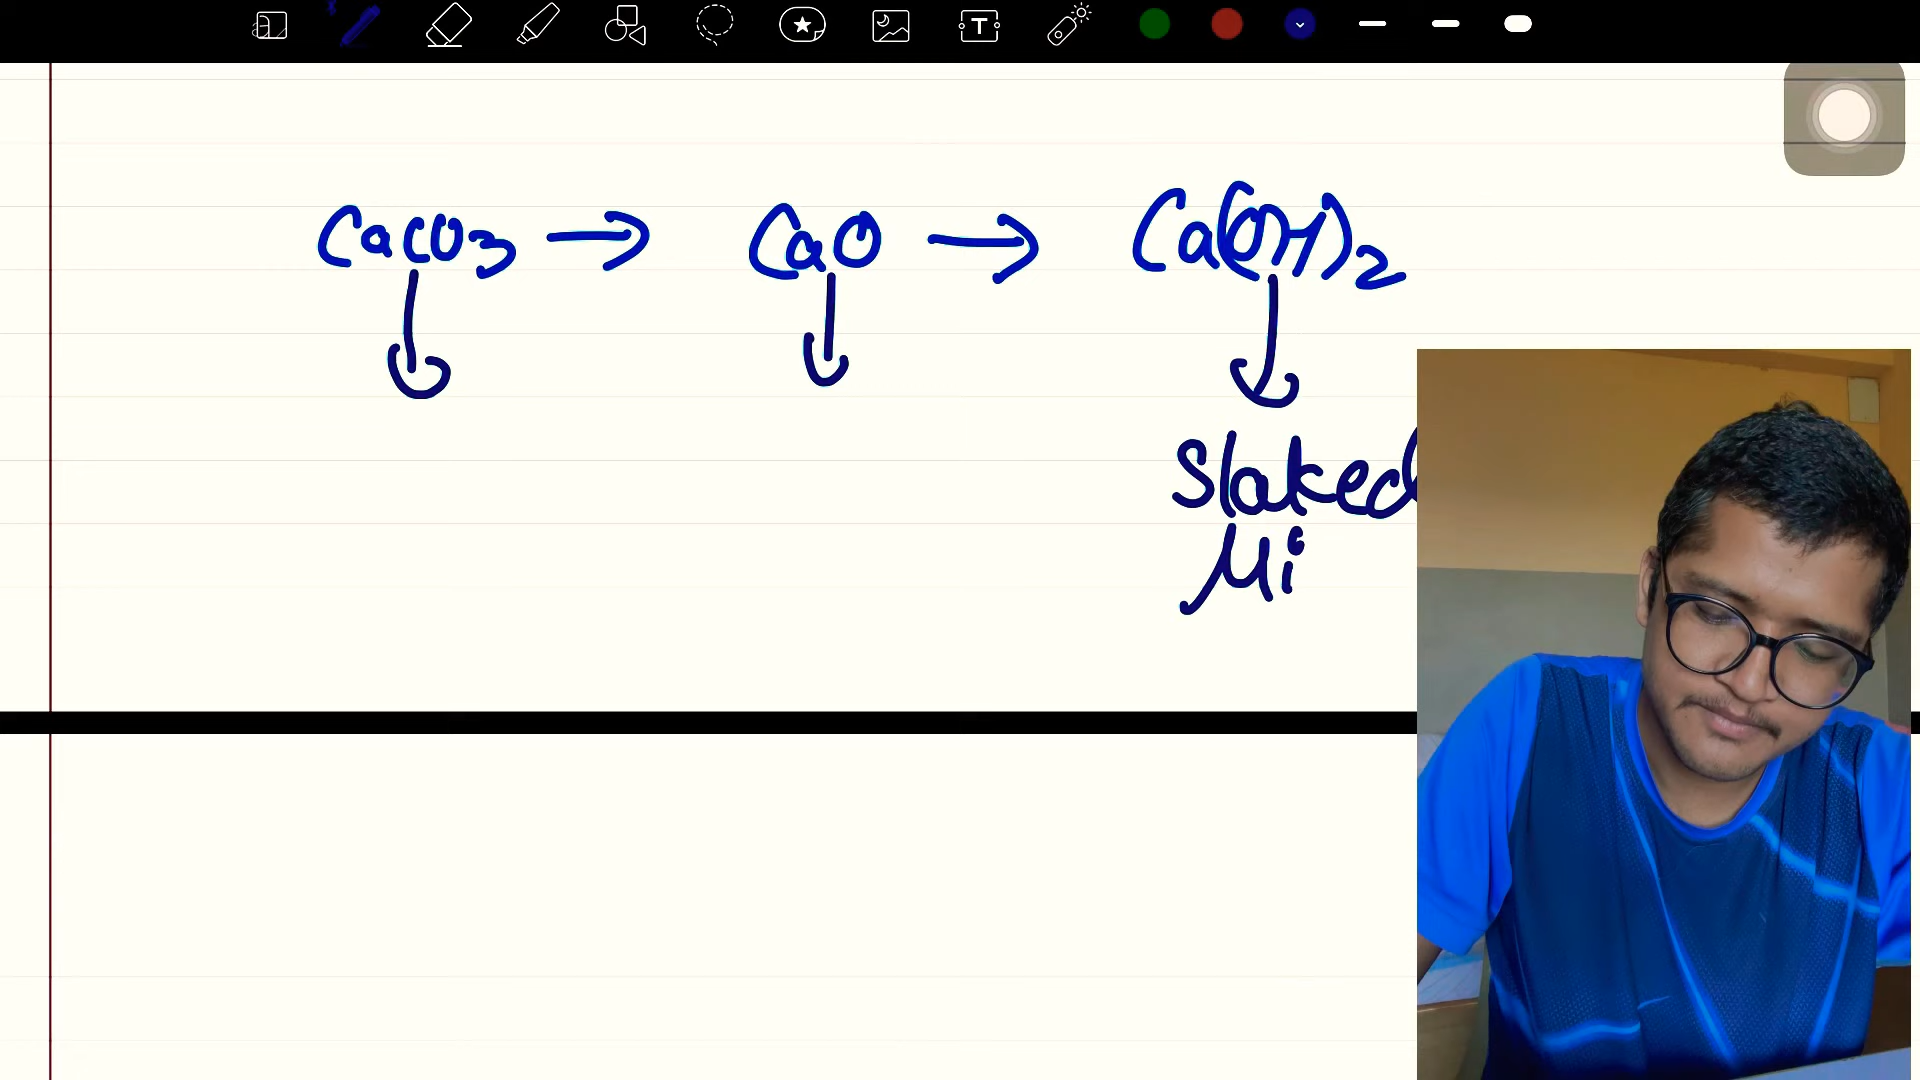 CaCO3 → CaO → Ca(OH)2
Slaked
Mi